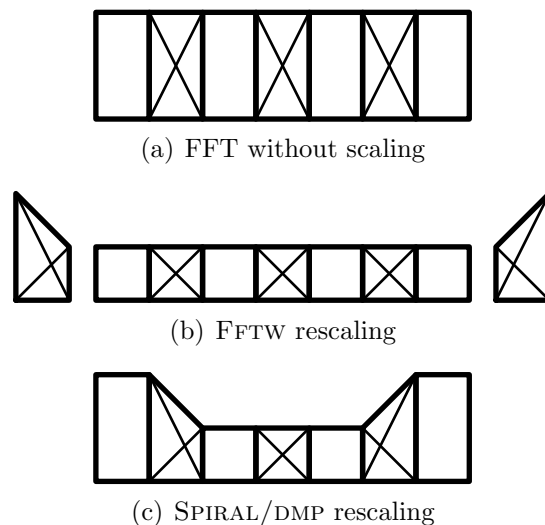 (a) FFT without scaling
(b) FFTW rescaling
(c) SPIRAL/DMP rescaling